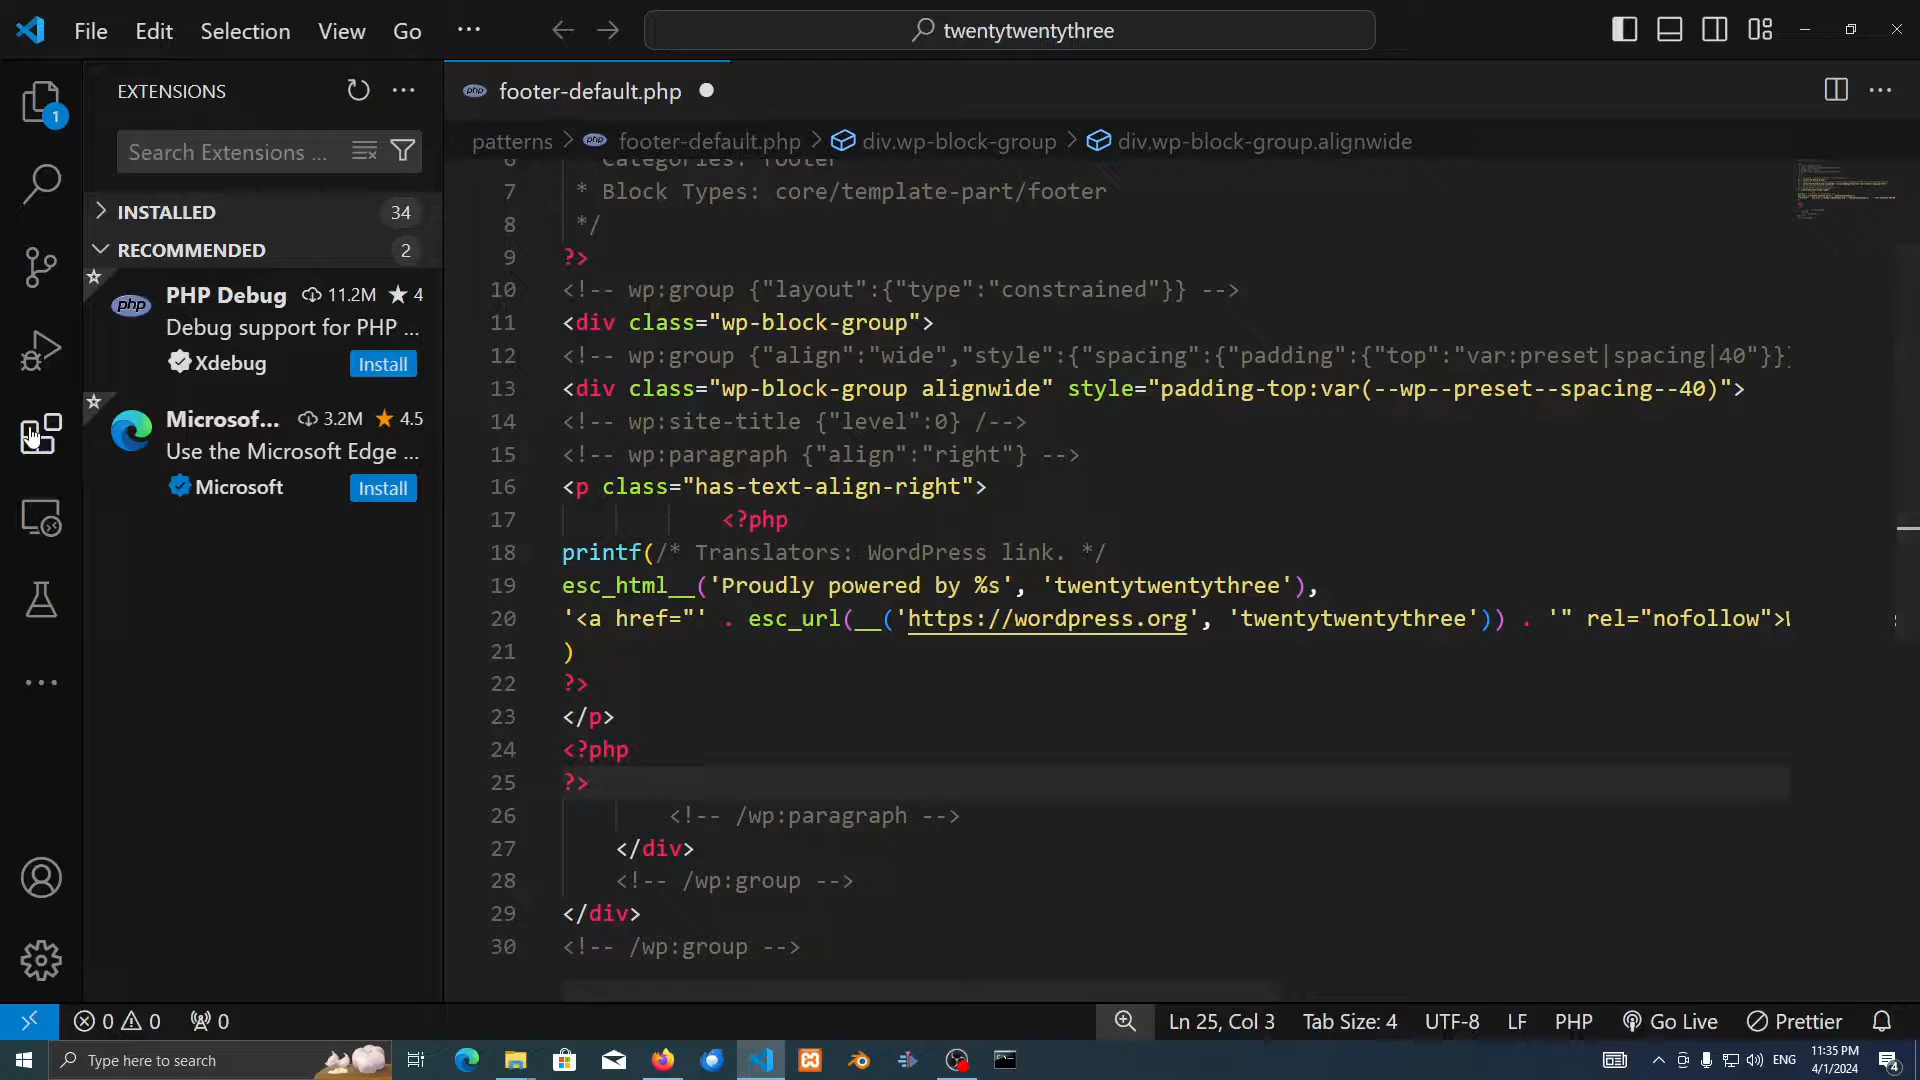 File Edit Selection View Go ··· twentytwentythree
1
EXTENSIONS
Search Extensions ...
INSTALLED 34
RECOMMENDED 2
php PHP Debug 11.2M 4
Debug support for PHP ...
Xdebug Install
Microsof... 3.2M 4.5
Use the Microsoft Edge ...
Microsoft Install
php footer-default.php
patterns > php footer-default.php > div.wp-block-group > div.wp-block-group.alignwide
6 Categories: footer
7 * Block Types: core/template-part/footer
8 */
9 ?>
10 <!-- wp:group {"layout":{"type":"constrained"}} -->
11 <div class="wp-block-group">
12 <!-- wp:group {"align":"wide","style":{"spacing":{"padding":{"top":"var:preset|spacing|40"}}}
13 <div class="wp-block-group alignwide" style="padding-top:var(--wp--preset--spacing--40)">
14 <!-- wp:site-title {"level":0} /-->
15 <!-- wp:paragraph {"align":"right"} -->
16 <p class="has-text-align-right">
17 <?php
18 printf(/* Translators: WordPress link. */
19 esc_html__('Proudly powered by %s', 'twentytwentythree'),
20 '<a href="' . esc_url(__('https://wordpress.org', 'twentytwentythree')) . '" rel="nofollow">
21 )
22 ?>
23 </p>
24 <?php
25 ?>
26 <!-- /wp:paragraph -->
27 </div>
28 <!-- /wp:group -->
29 </div>
30 <!-- /wp:group -->
0 0 0 Ln 25, Col 3 Tab Size: 4 UTF-8 LF PHP Go Live Prettier
Type here to search ENG 11:35 PM
4/1/2024 4